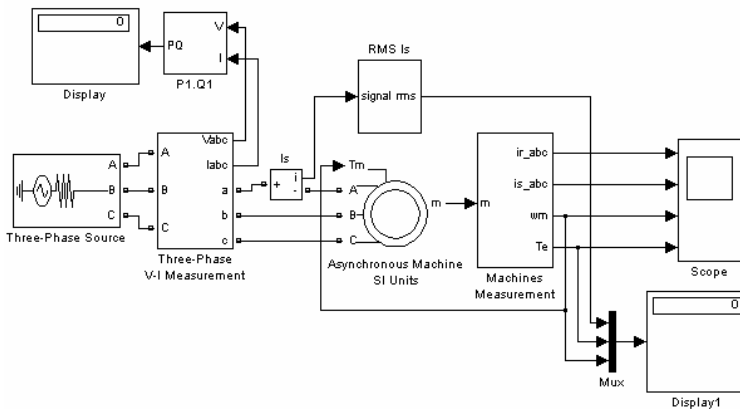 0
Display
V
PQ
I
P1.Q1
RMS Is
signal rms
Vabc
Iabc
A
B
C
Three-Phase Source
A
B
C
a
b
c
Three-Phase
V-I Measurement
Is
+
i
-
Tm
A
B
C
m
Asynchronous Machine
SI Units
m
ir_abc
is_abc
wm
Te
Machines
Measurement
Scope
Mux
0
Display1